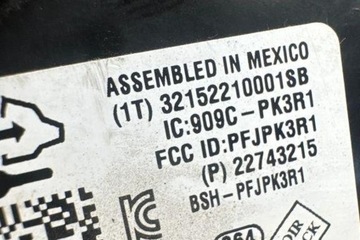 ASSEMBLED IN MEXICO
(1T) 32152210001SB
IC:909C-PK3R1
FCC ID:PFJPK3R1
(P) 22743215
BSH-PFJPK3R1